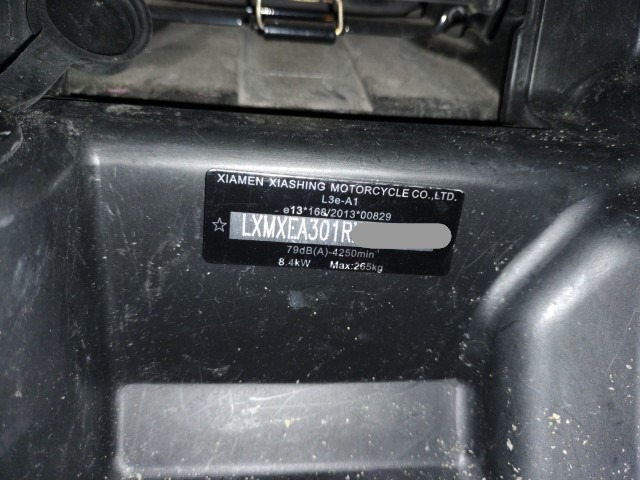 XIAMEN XIASHING MOTORCYCLE CO.,LTD.
L3e-A1
e13*168/2013*00829
☆ LXMXEA301R
79dB(A)-4250min⁻
8.4kW Max:265kg